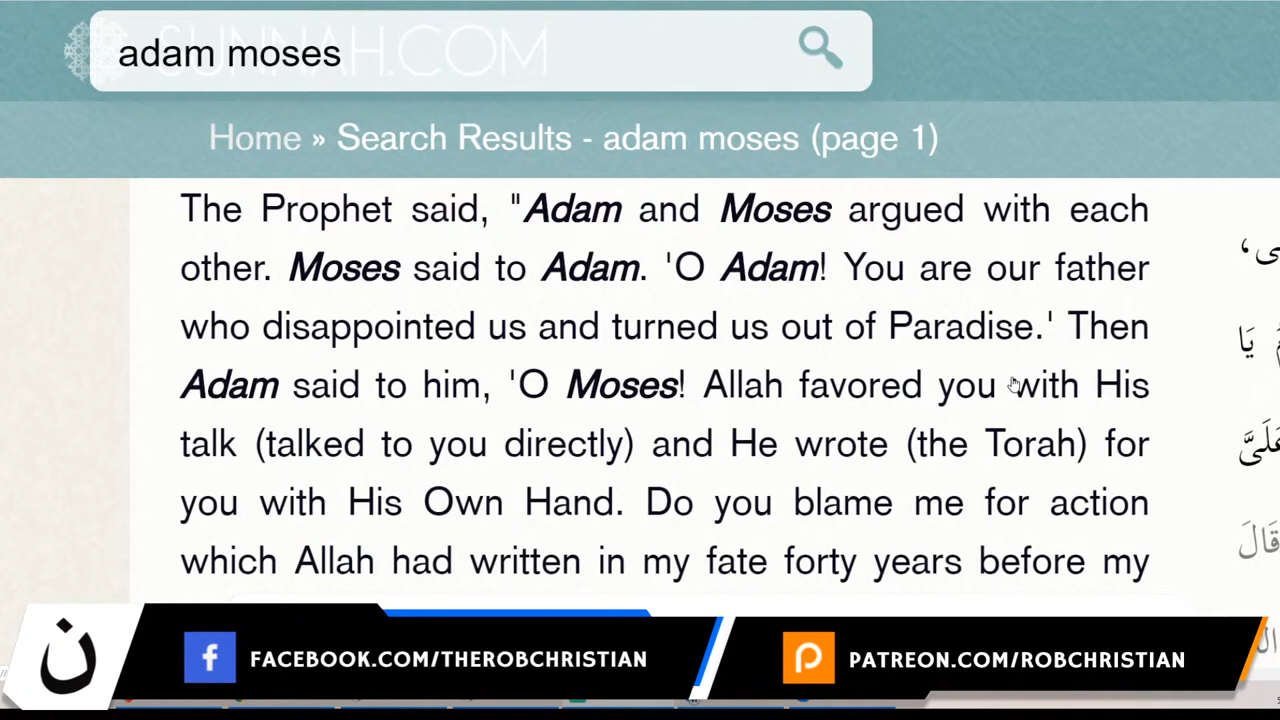 adam moses
SUNNAH.COM
Home » Search Results - adam moses (page 1)
The Prophet said, "Adam and Moses argued with each
other. Moses said to Adam. 'O Adam! You are our father
who disappointed us and turned us out of Paradise.' Then
Adam said to him, 'O Moses! Allah favored you with His
talk (talked to you directly) and He wrote (the Torah) for
you with His Own Hand. Do you blame me for action
which Allah had written in my fate forty years before my
يَا
قَالَ
ن
FACEBOOK.COM/THEROBCHRISTIAN
PATREON.COM/ROBCHRISTIAN